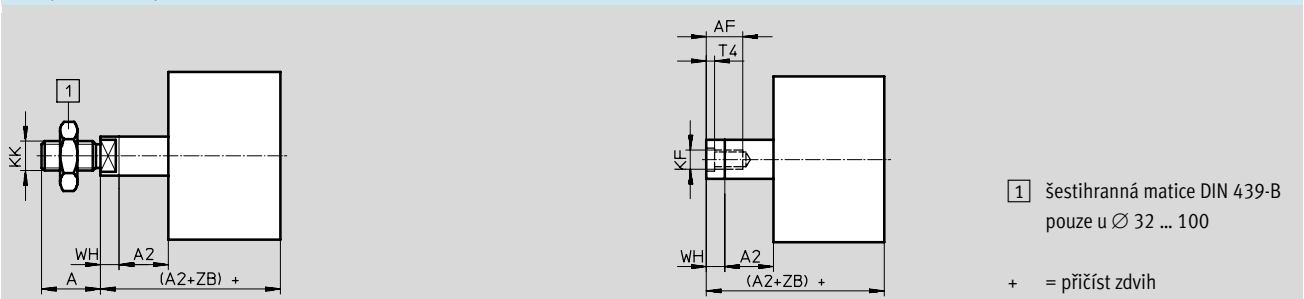 1
KK
WH
A2
A
(A2+ZB) +
AF
T4
KF
WH
A2
(A2+ZB) +
1 šestihranná matice DIN 439-B
pouze u ∅ 32 ... 100
+ = přičíst zdvih